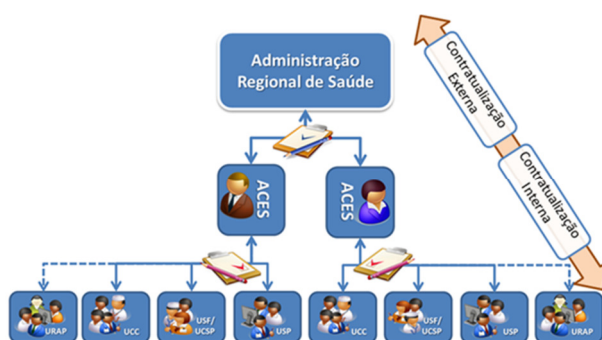 Administração
Regional de Saúde
Contratualização
Externa
Contratualização
Interna
ACES
ACES
URAP
UCC
USF/
UCSP
USP
UCC
USF/
UCSP
USP
URAP